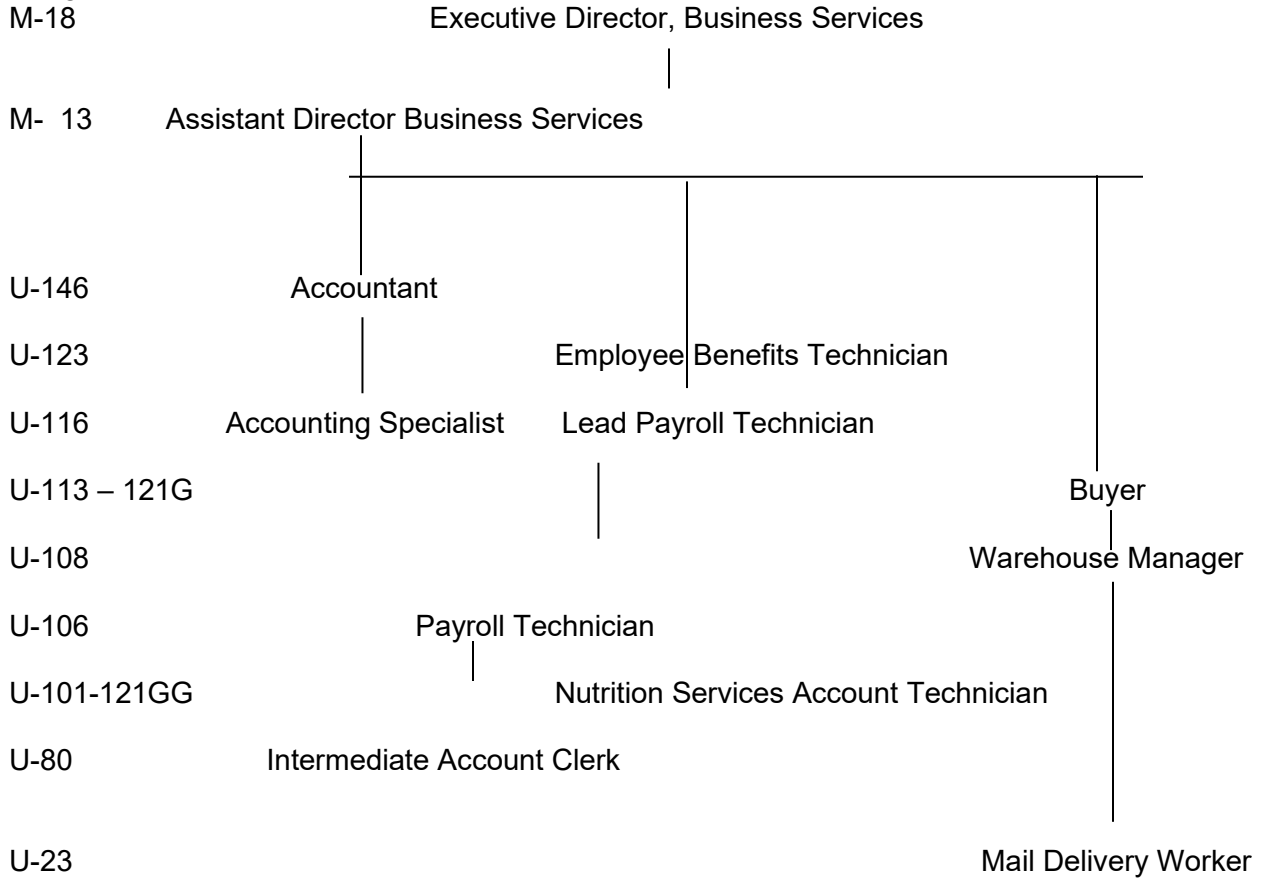 M-18 Executive Director, Business Services
M- 13 Assistant Director Business Services
U-146 Accountant
U-123 Employee Benefits Technician
U-116 Accounting Specialist Lead Payroll Technician
U-113 – 121G Buyer
U-108 Warehouse Manager
U-106 Payroll Technician
U-101-121GG Nutrition Services Account Technician
U-80 Intermediate Account Clerk
U-23 Mail Delivery Worker